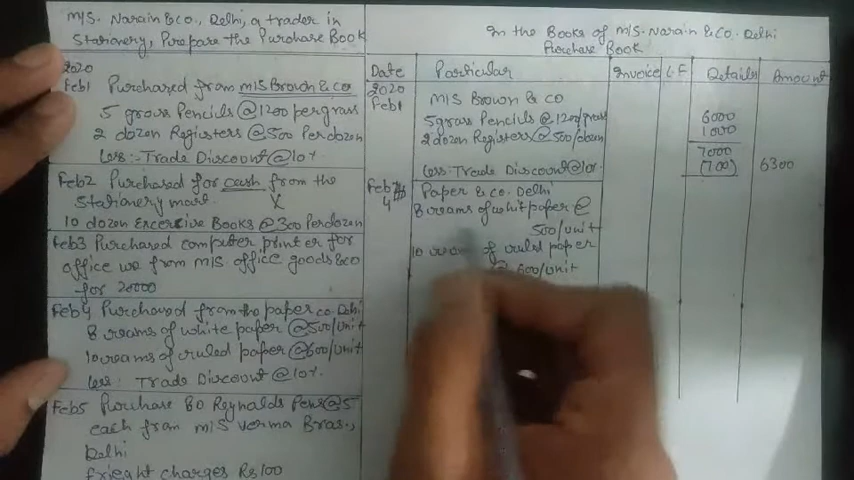 M/S. Narain & Co., Delhi, a trader in
Stationery, Prepare the Purchase Book
2020
Feb1 Purchased from M/S Brown & co
5 gross Pencils @ 1200 per gross
2 dozen Registers @ 500 Per dozen
Less:- Trade Discount @ 10%
Feb2 Purchased for cash from the
Stationery mart. X
10 dozen Excercise Books @ 300 Per dozen
Feb3 Purchased computer printer for
office use from M/S. office goods & co
for 20000
Feb4 Purchased from the paper co. Delhi
8 reams of white paper @ 500/Unit
10 reams of ruled paper @ 600/Unit
Less: Trade Discount @ 10%
Feb5 Purchase 80 Reynalds Pens @ 5
each from M/S Verma Bros.,
Delhi
frieght charges Rs 100
In the Books of M/S. Narain & Co. Delhi
Purchase Book
Date Particular Invoice L.F Details Amount
2020
Feb1 M/S Brown & Co
5 gross Pencils @ 1200/gross 6000
2 dozen Registers @ 500/dozen 1000
7000
Less: Trade Discount @ 10% (700) 6300
Feb
4 Paper & co. Delhi
8 reams of whit paper @
500/unit
10 ream of ruled paper
@ 600/unit